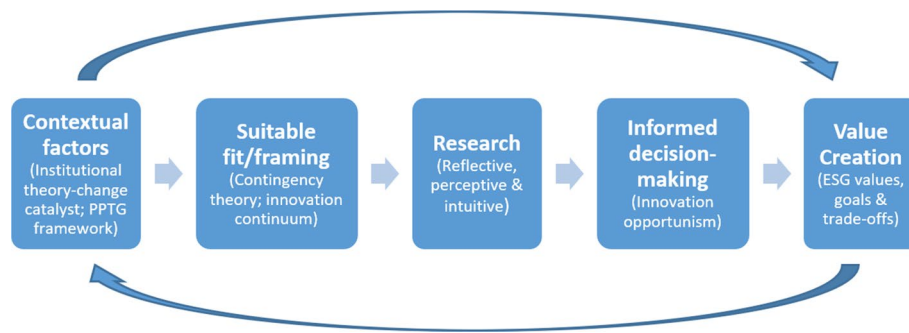 Contextual
factors
(Institutional
theory-change
catalyst; PPTG
framework)
Suitable
fit/framing
(Contingency
theory; innovation
continuum)
Research
(Reflective,
perceptive &
intuitive)
Informed
decision-
making
(Innovation
opportunism)
Value
Creation
(ESG values,
goals &
trade-offs)